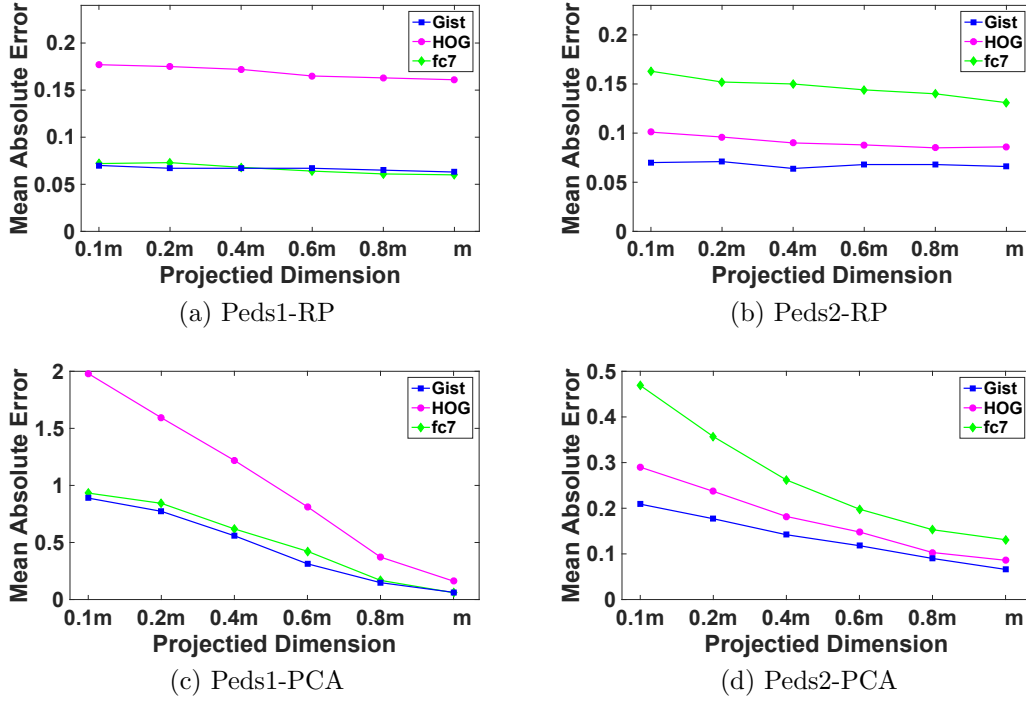 Mean Absolute Error
0.2
0.15
0.1
0.05
0
Gist
HOG
fc7
0.1m 0.2m 0.4m 0.6m 0.8m m
Projectied Dimension
(a) Peds1-RP
Mean Absolute Error
0.2
0.15
0.1
0.05
0
Gist
HOG
fc7
0.1m 0.2m 0.4m 0.6m 0.8m m
Projectied Dimension
(b) Peds2-RP
Mean Absolute Error
2
1.5
1
0.5
0
Gist
HOG
fc7
0.1m 0.2m 0.4m 0.6m 0.8m m
Projectied Dimension
(c) Peds1-PCA
Mean Absolute Error
0.5
0.4
0.3
0.2
0.1
0
Gist
HOG
fc7
0.1m 0.2m 0.4m 0.6m 0.8m m
Projectied Dimension
(d) Peds2-PCA